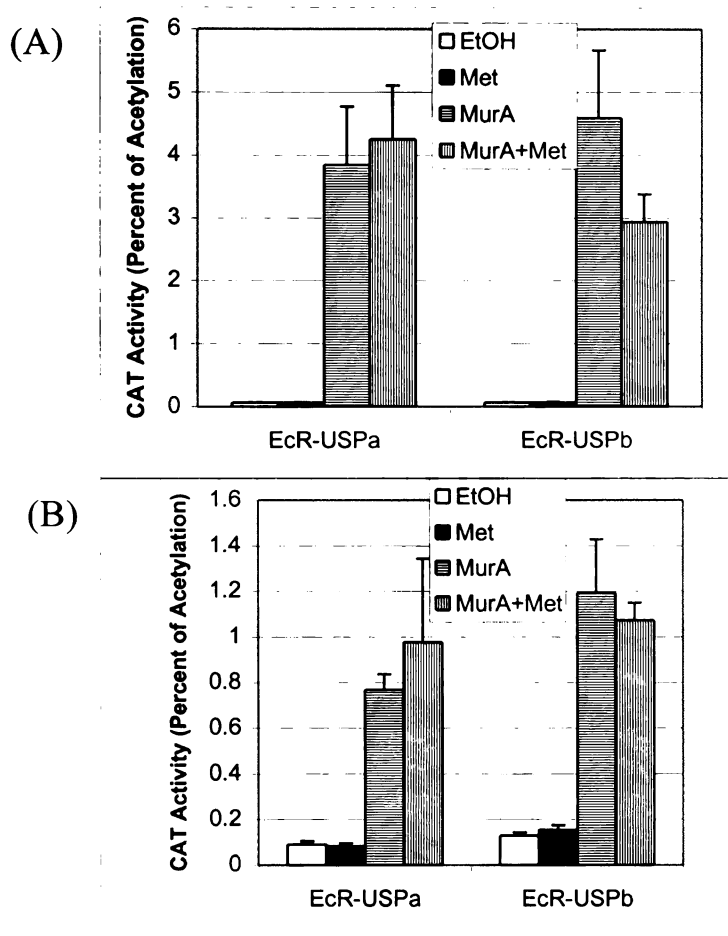 (A)
CAT Activity (Percent of Acetylation)
6
5
4
3
2
1
0
EtOH
Met
MurA
MurA+Met
EcR-USPa
EcR-USPb
(B)
CAT Activity (Percent of Acetylation)
1.6
1.4
1.2
1
0.8
0.6
0.4
0.2
0
EtOH
Met
MurA
MurA+Met
EcR-USPa
EcR-USPb